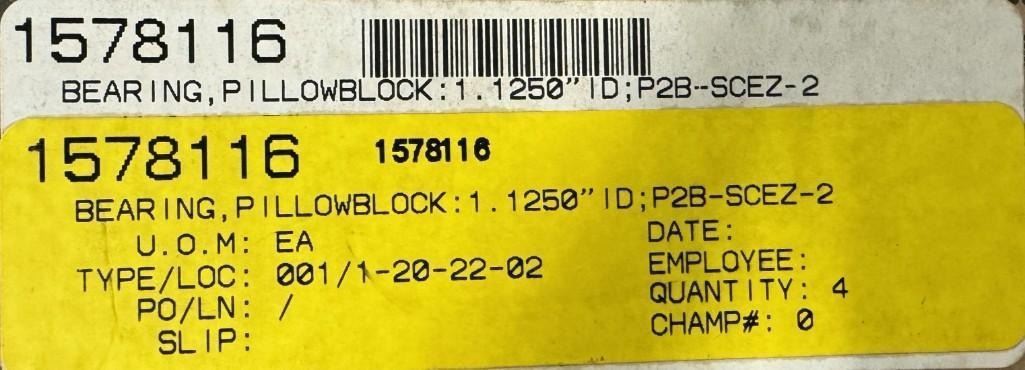 1578116
BEARING,PILLOWBLOCK:1.1250"ID;P2B-SCEZ-2
1578116 1578116
BEARING,PILLOWBLOCK:1.1250"ID;P2B-SCEZ-2
U.O.M: EA DATE:
TYPE/LOC: 001/1-20-22-02 EMPLOYEE:
PO/LN: / QUANTITY: 4
SLIP: CHAMP#: 0